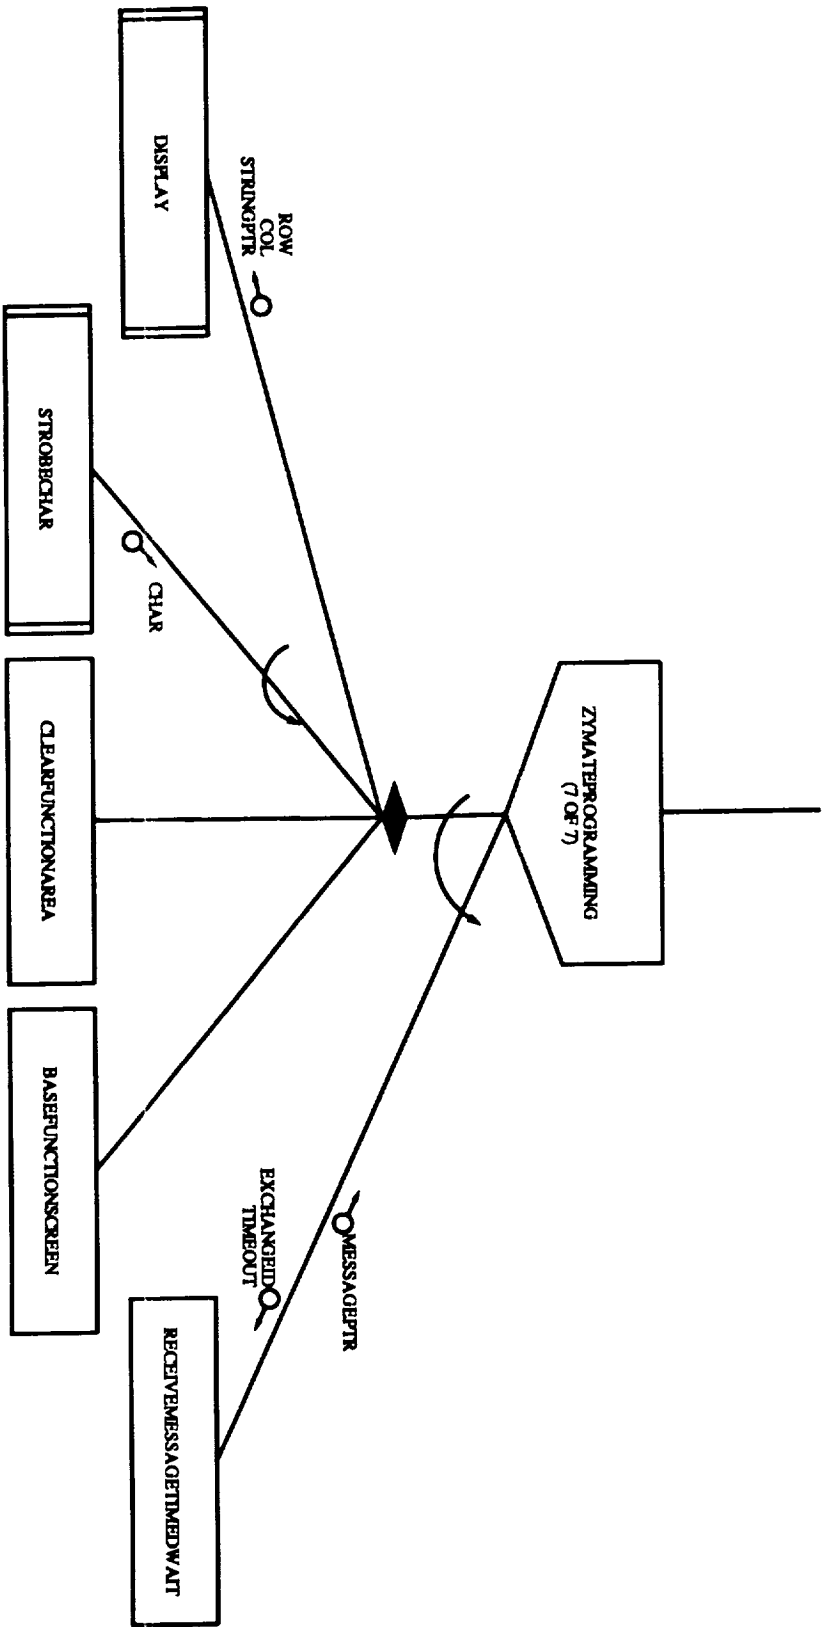 ZYMATEPROGRAMMING
(7 OF 7)
ROW
COL
STRINGPTR
MESSAGEPTR
EXCHANGEID
TIMEOUT
CHAR
DISPLAY
STROBECHAR
CLEARFUNCTIONAREA
BASEFUNCTIONSCREEN
RECEIVEMESSAGETIMEDWAIT